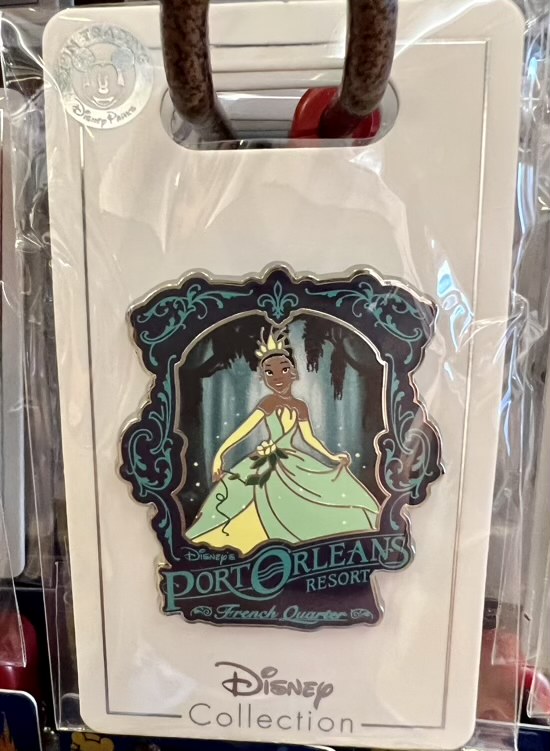 PIN TRADING
Disney Parks
Disney's
PORT ORLEANS
RESORT
French Quarter
Disney
Collection